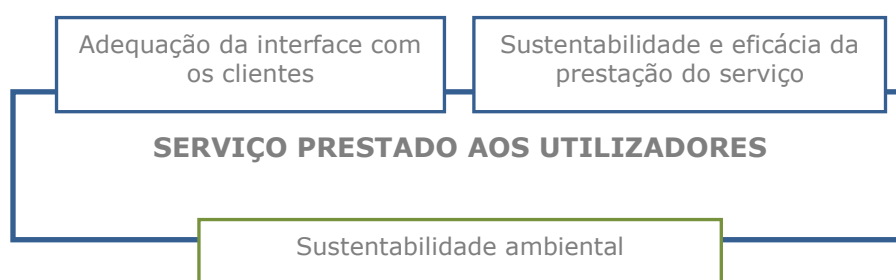 Adequação da interface com
os clientes
Sustentabilidade e eficácia da
prestação do serviço
SERVIÇO PRESTADO AOS UTILIZADORES
Sustentabilidade ambiental